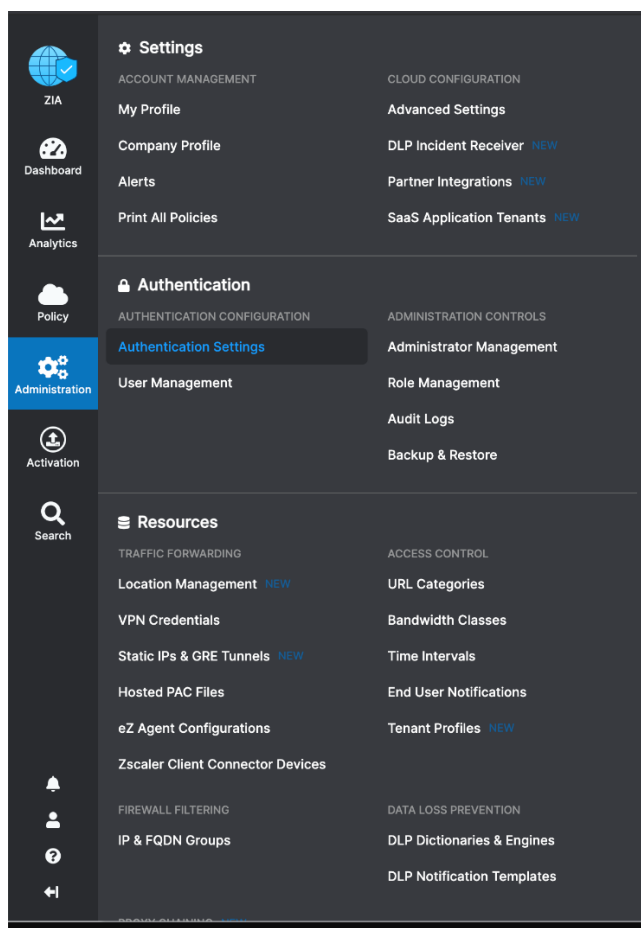 ZIA
Dashboard
Analytics
Policy
Administration
Activation
Search
Settings
ACCOUNT MANAGEMENT
My Profile
Company Profile
Alerts
Print All Policies
CLOUD CONFIGURATION
Advanced Settings
DLP Incident Receiver NEW
Partner Integrations NEW
SaaS Application Tenants NEW
Authentication
AUTHENTICATION CONFIGURATION
Authentication Settings
User Management
ADMINISTRATION CONTROLS
Administrator Management
Role Management
Audit Logs
Backup & Restore
Resources
TRAFFIC FORWARDING
Location Management NEW
VPN Credentials
Static IPs & GRE Tunnels NEW
Hosted PAC Files
eZ Agent Configurations
Zscaler Client Connector Devices
ACCESS CONTROL
URL Categories
Bandwidth Classes
Time Intervals
End User Notifications
Tenant Profiles NEW
FIREWALL FILTERING
IP & FQDN Groups
DATA LOSS PREVENTION
DLP Dictionaries & Engines
DLP Notification Templates
PROXY CHAINING NEW